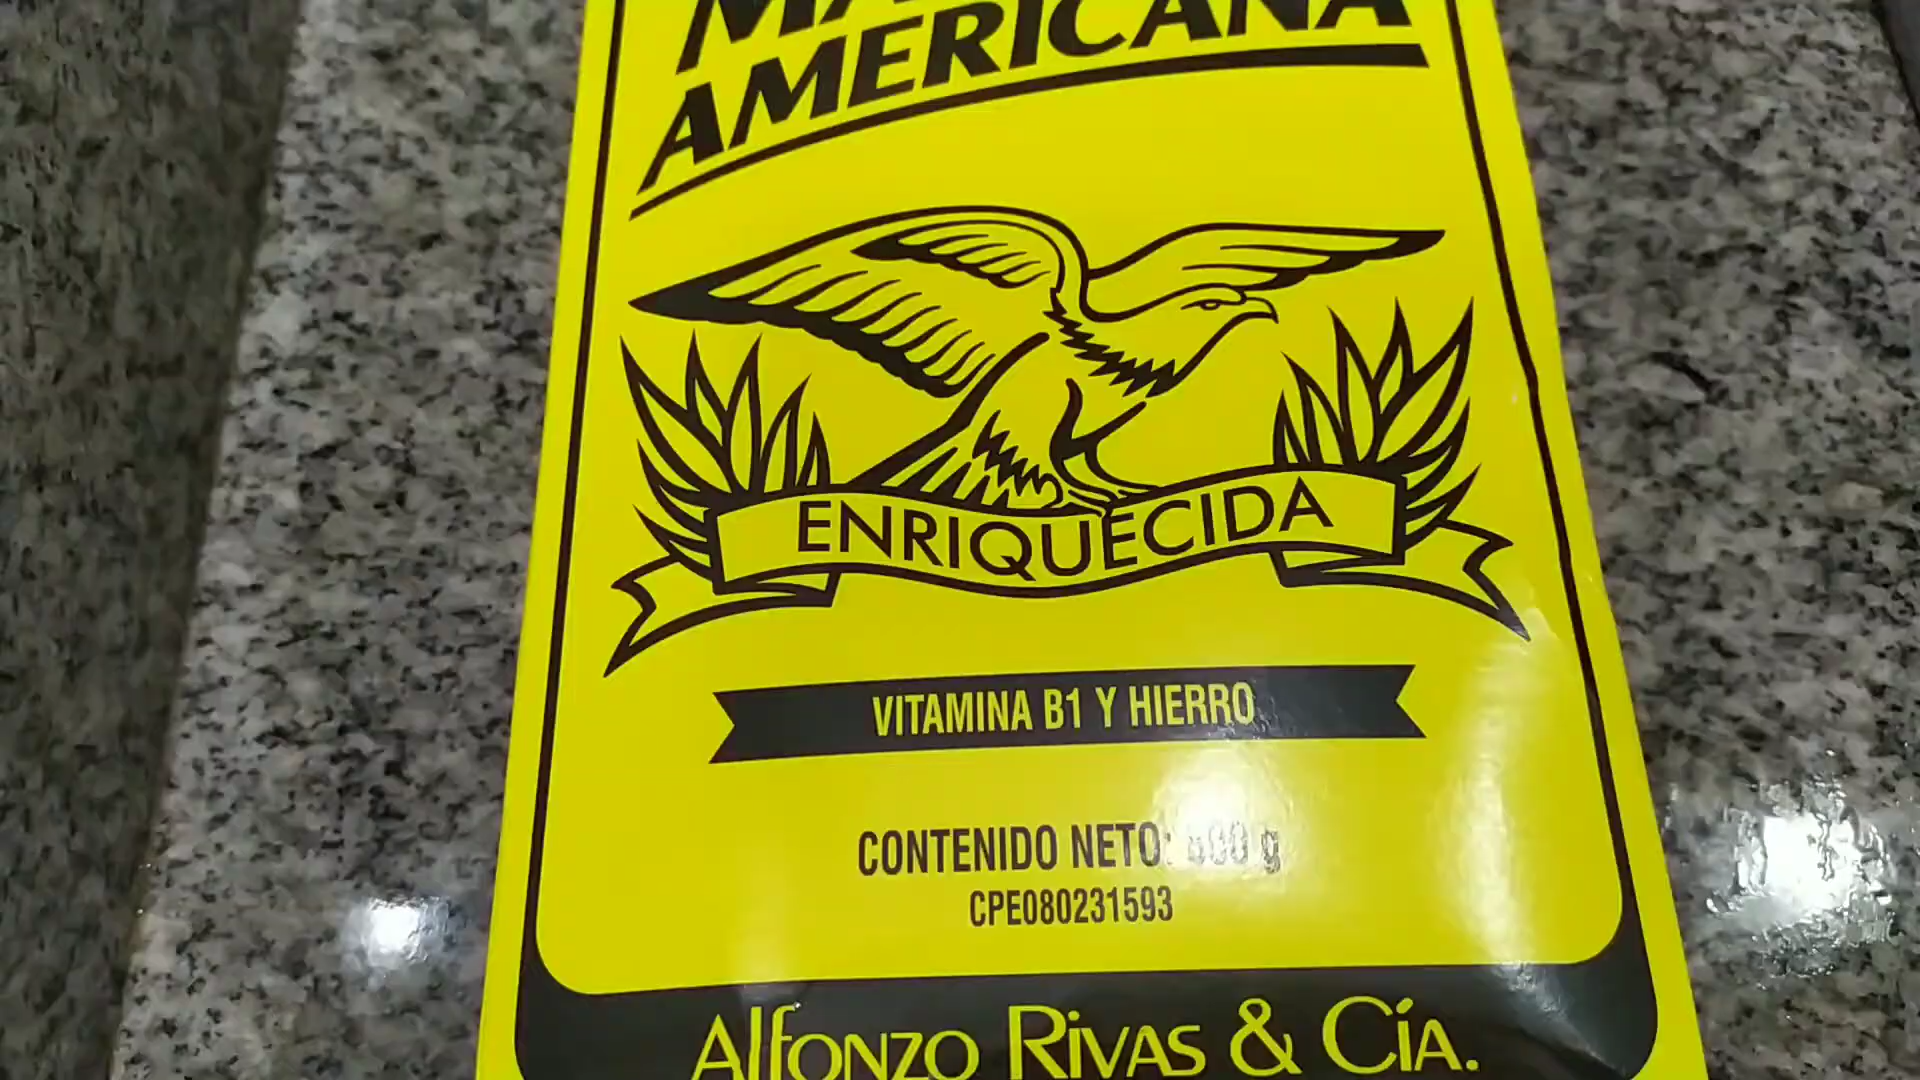 AMERICANA
ENRIQUECIDA
VITAMINA B1 Y HIERRO
CONTENIDO NETO: g
CPE080231593
Alfonzo Rivas & Cía.